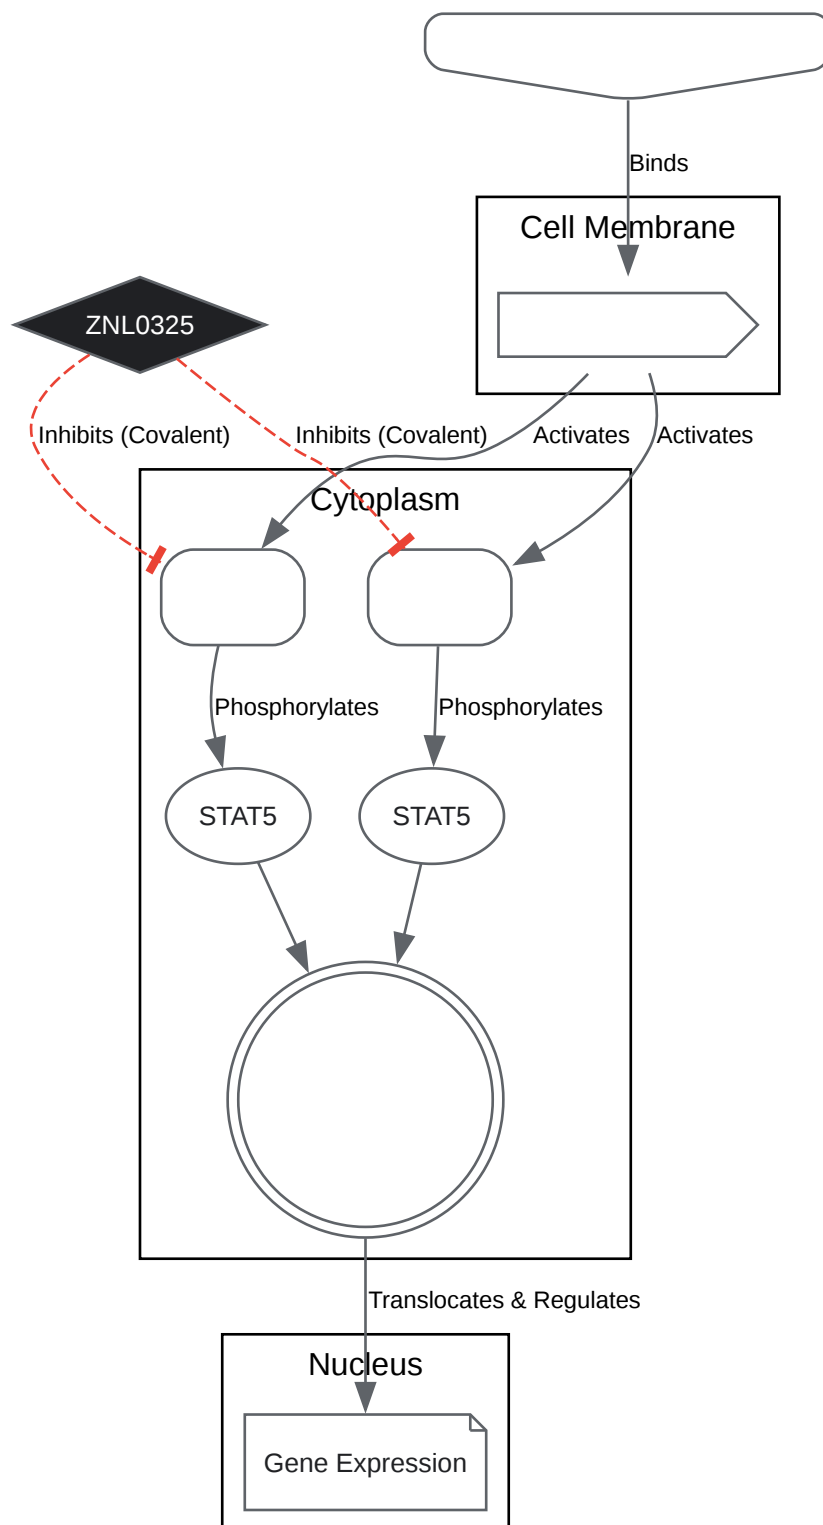 Binds
Cell Membrane
ZNL0325
Inhibits (Covalent)
Inhibits (Covalent)
Activates
Activates
Cytoplasm
Phosphorylates
Phosphorylates
STAT5
STAT5
Translocates & Regulates
Nucleus
Gene Expression